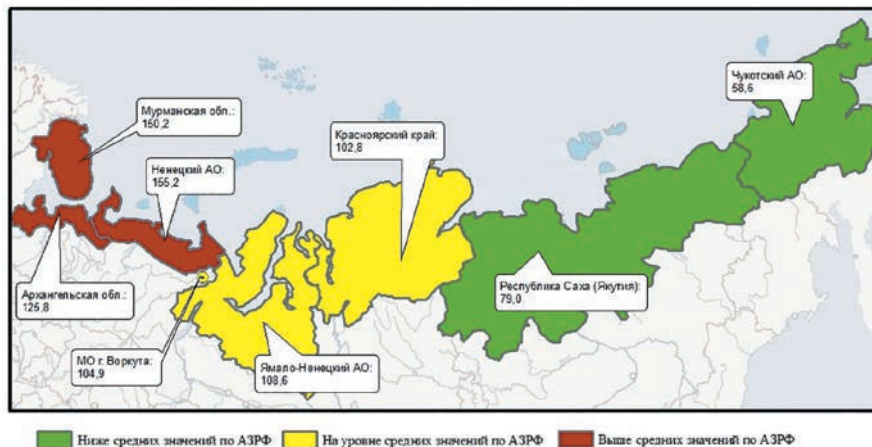 Чукотский АО:
58,6
Мурманская обл.:
150,2
Красноярский край:
102,8
Ненецкий АО:
155,2
Архангельская обл.:
125,8
Республика Саха (Якутия):
79,0
МО г. Воркута:
104,9
Ямало-Ненецкий АО:
108,6
Ниже средних значений по АЗРФ
На уровне средних значений по АЗРФ
Выше средних значений по АЗРФ